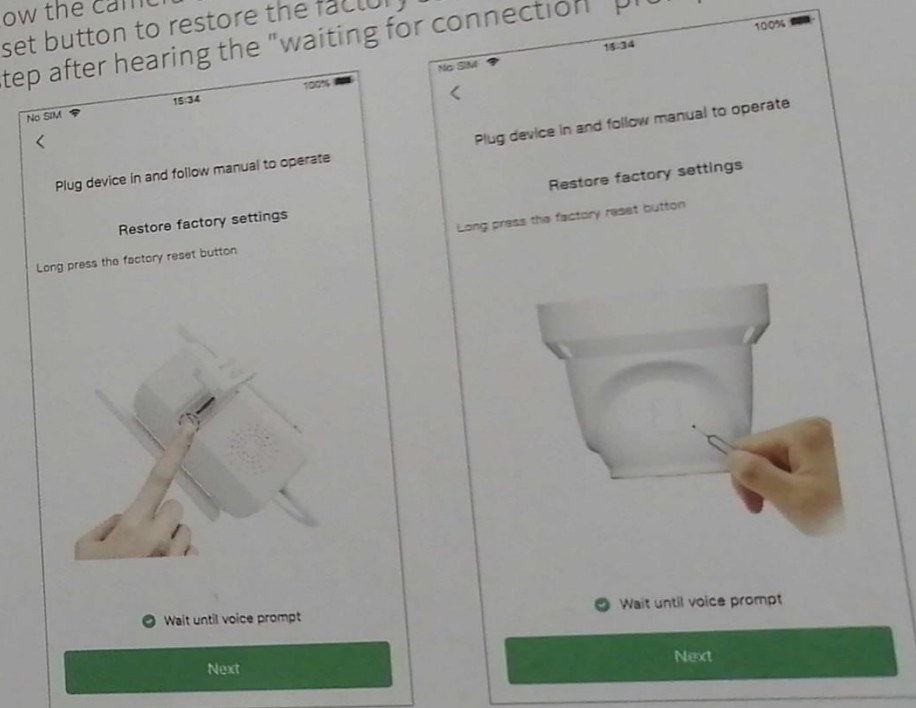 ow the
set button to restore the
step after hearing the "waiting for connection"
No SIM
15:34
100%
Plug device in and follow manual to operate
Restore factory settings
Long press the factory reset button
Wait until voice prompt
Next
No SIM
15:34
100%
Plug device in and follow manual to operate
Restore factory settings
Long press the factory reset button
Wait until voice prompt
Next